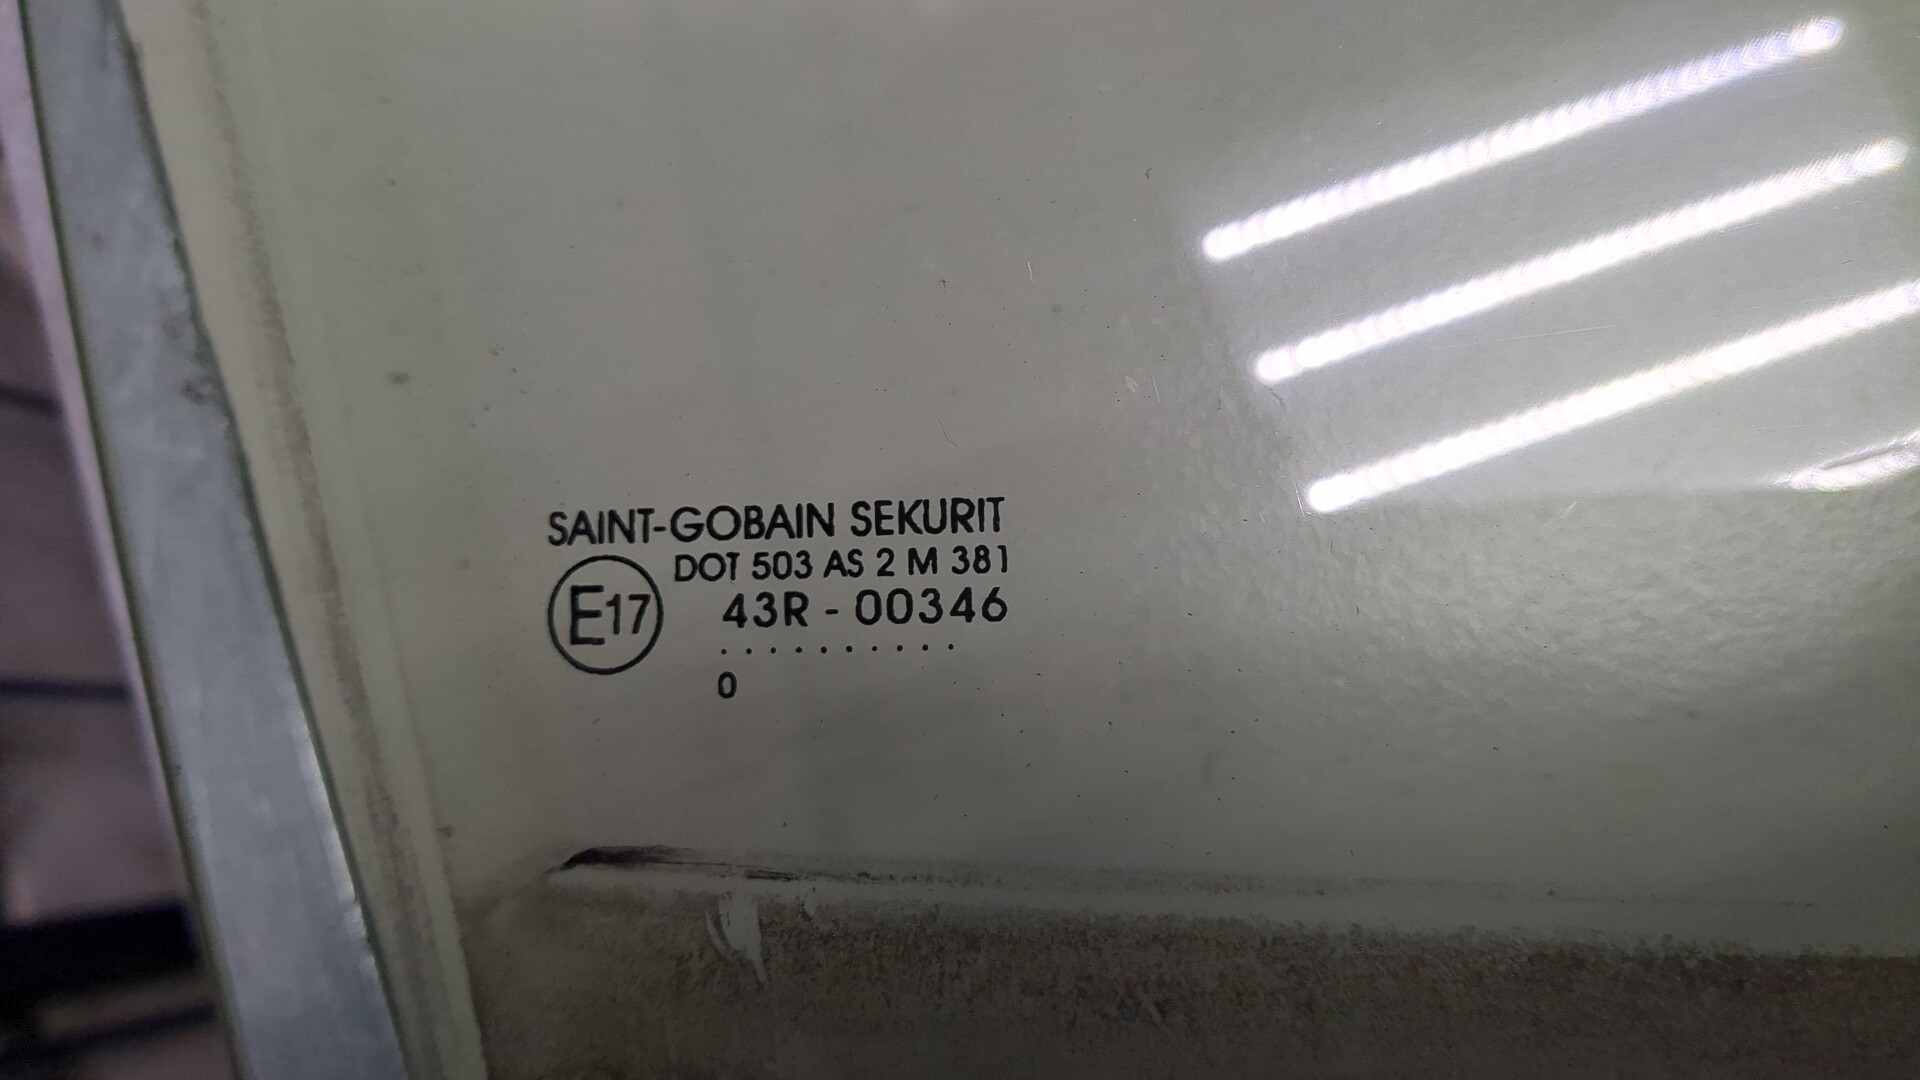 SAINT-GOBAIN SEKURIT
DOT 503 AS 2 M 381
E17 43R - 00346
..........
0